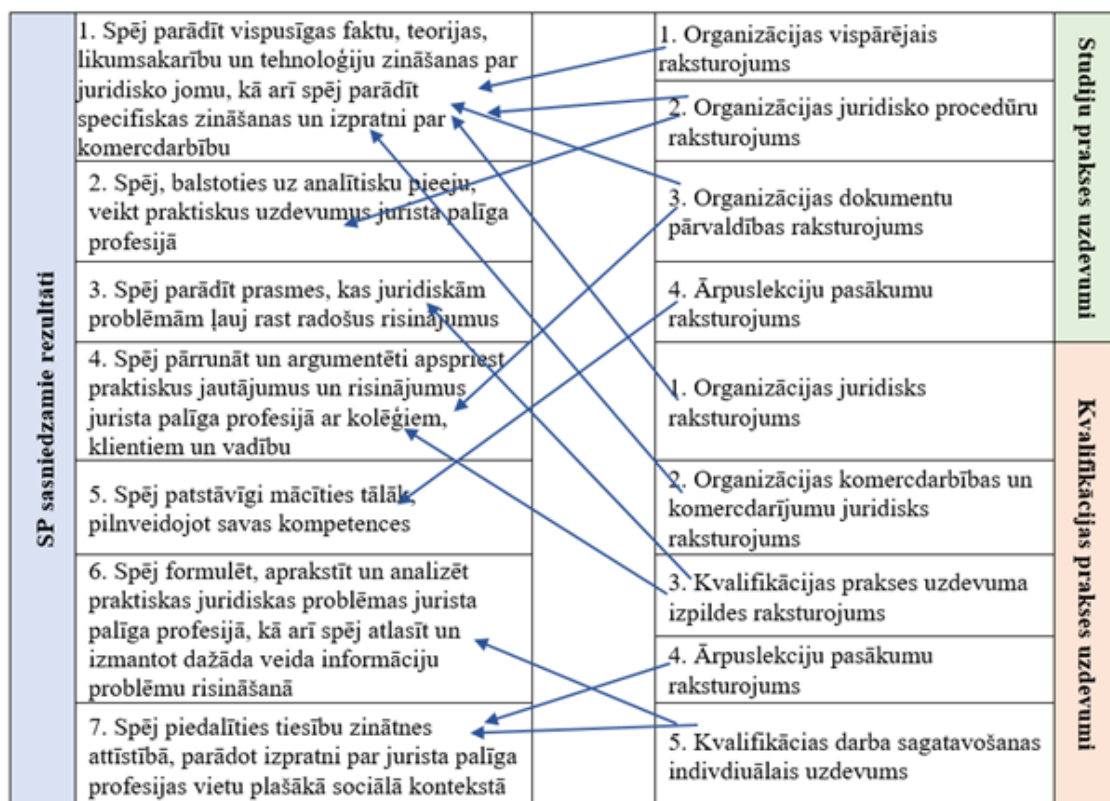 SP sasniedzamie rezultāti
1. Spēj parādīt vispusīgas faktu, teorijas,
likumsakarību un tehnoloģiju zināšanas par
juridisko jomu, kā arī spēj parādīt
specifiskas zināšanas un izpratni par
komercdarbību
2. Spēj, balstoties uz analītisku pieeju,
veikt praktiskus uzdevumus jurista palīga
profesijā
3. Spēj parādīt prasmes, kas juridiskām
problēmām ļauj rast radošus risinājumus
4. Spēj pārrunāt un argumentēti apspriest
praktiskus jautājumus un risinājumus
jurista palīga profesijā ar kolēģiem,
klientiem un vadību
5. Spēj patstāvīgi mācīties tālāk,
pilnveidojot savas kompetences
6. Spēj formulēt, aprakstīt un analizēt
praktiskas juridiskas problēmas jurista
palīga profesijā, kā arī spēj atlasīt un
izmantot dažāda veida informāciju
problēmu risināšanā
7. Spēj piedalīties tiesību zinātnes
attīstībā, parādot izpratni par jurista palīga
profesijas vietu plašākā sociālā kontekstā
1. Organizācijas vispārējais
raksturojums
2. Organizācijas juridisko procedūru
raksturojums
3. Organizācijas dokumentu
pārvaldības raksturojums
4. Ārpuslekciju pasākumu
raksturojums
1. Organizācijas juridisks
raksturojums
2. Organizācijas komercdarbības un
komercdarījumu juridisks
raksturojums
3. Kvalifikācijas prakses uzdevuma
izpildes raksturojums
4. Ārpuslekciju pasākumu
raksturojums
5. Kvalifikācias darba sagatavošanas
indivdiuālais uzdevums
Studiju prakses uzdevumi
Kvalifikācijas prakses uzdevumi